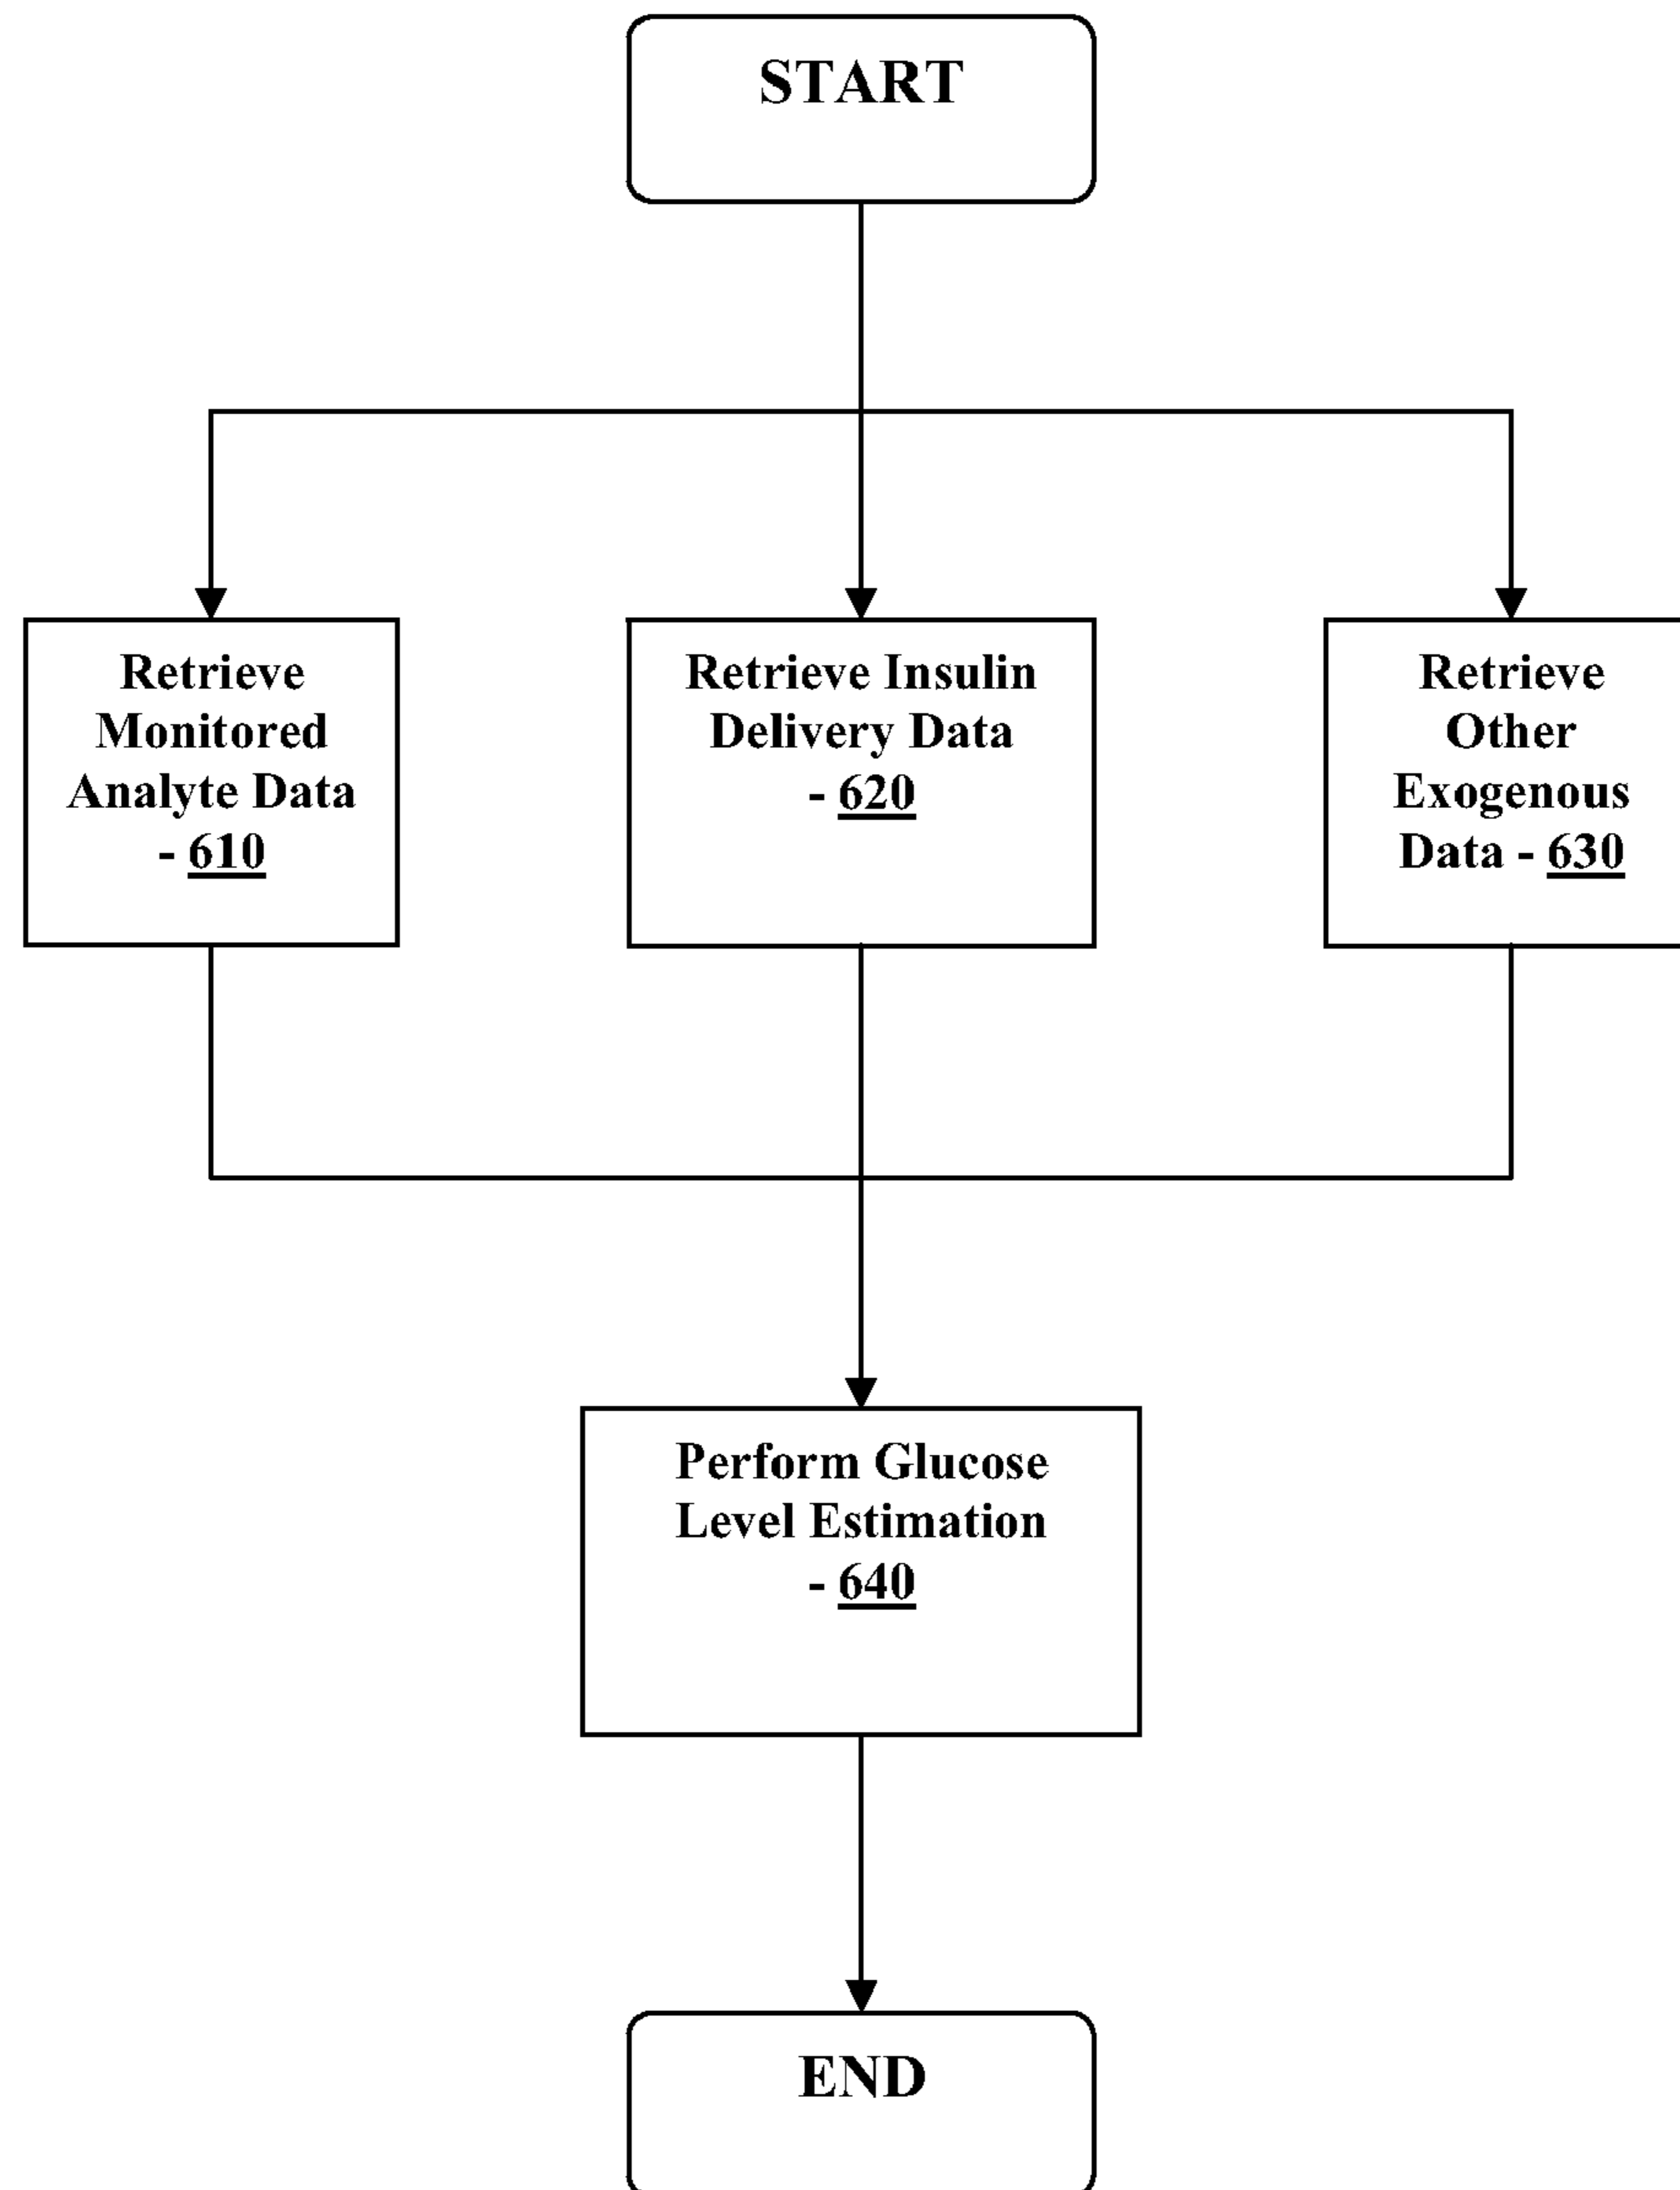 START
Retrieve
Monitored
Analyte Data
- 610
Retrieve Insulin
Delivery Data
- 620
Retrieve
Other
Exogenous
Data - 630
Perform Glucose
Level Estimation
- 640
END